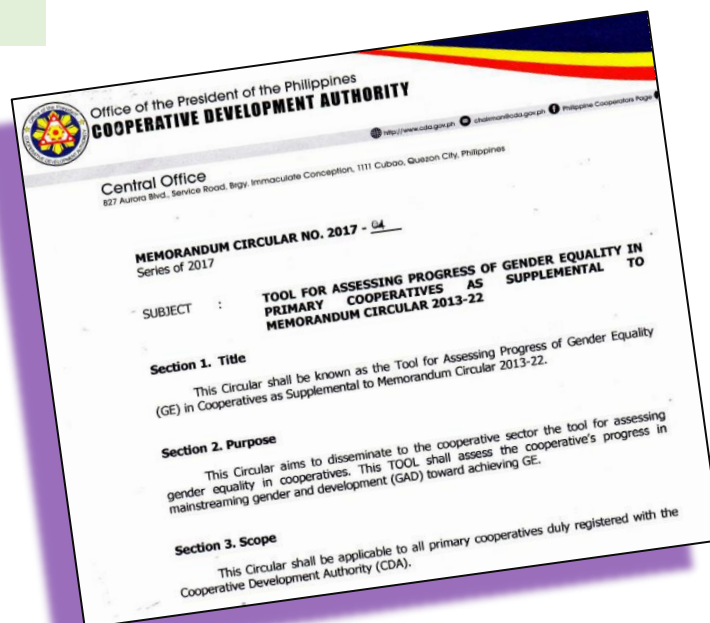 Office of the President of the Philippines
COOPERATIVE DEVELOPMENT AUTHORITY
http://www.cda.gov.ph chairman@cda.gov.ph Philippine Cooperators Page
Central Office
827 Aurora Blvd., Service Road, Brgy. Immaculate Conception, 1111 Cubao, Quezon City, Philippines
MEMORANDUM CIRCULAR NO. 2017 - 04
Series of 2017
SUBJECT : TOOL FOR ASSESSING PROGRESS OF GENDER EQUALITY IN
PRIMARY COOPERATIVES AS SUPPLEMENTAL TO
MEMORANDUM CIRCULAR 2013-22
Section 1. Title
This Circular shall be known as the Tool for Assessing Progress of Gender Equality
(GE) in Cooperatives as Supplemental to Memorandum Circular 2013-22.
Section 2. Purpose
This Circular aims to disseminate to the cooperative sector the tool for assessing
gender equality in cooperatives. This TOOL shall assess the cooperative's progress in
mainstreaming gender and development (GAD) toward achieving GE.
Section 3. Scope
This Circular shall be applicable to all primary cooperatives duly registered with the
Cooperative Development Authority (CDA).